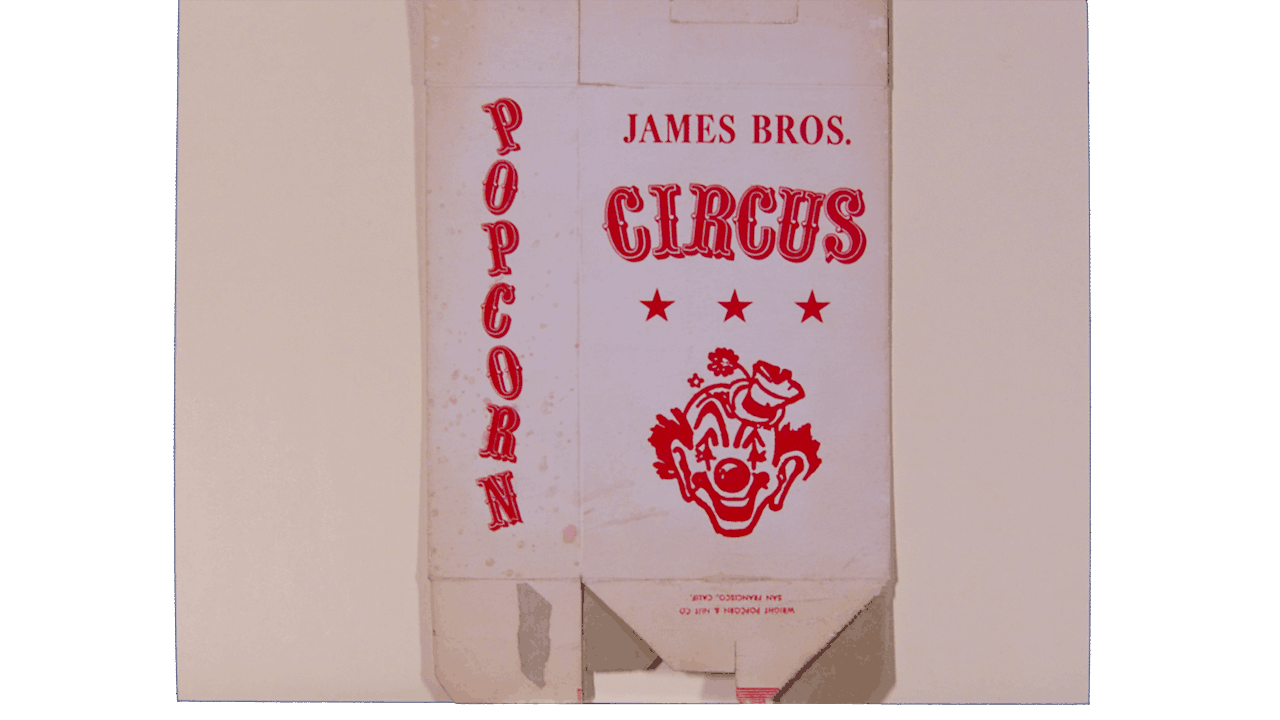 POPCORN
JAMES BROS.
CIRCUS
WRIGHT POPCORN & NUT CO
SAN FRANCISCO, CALIF.